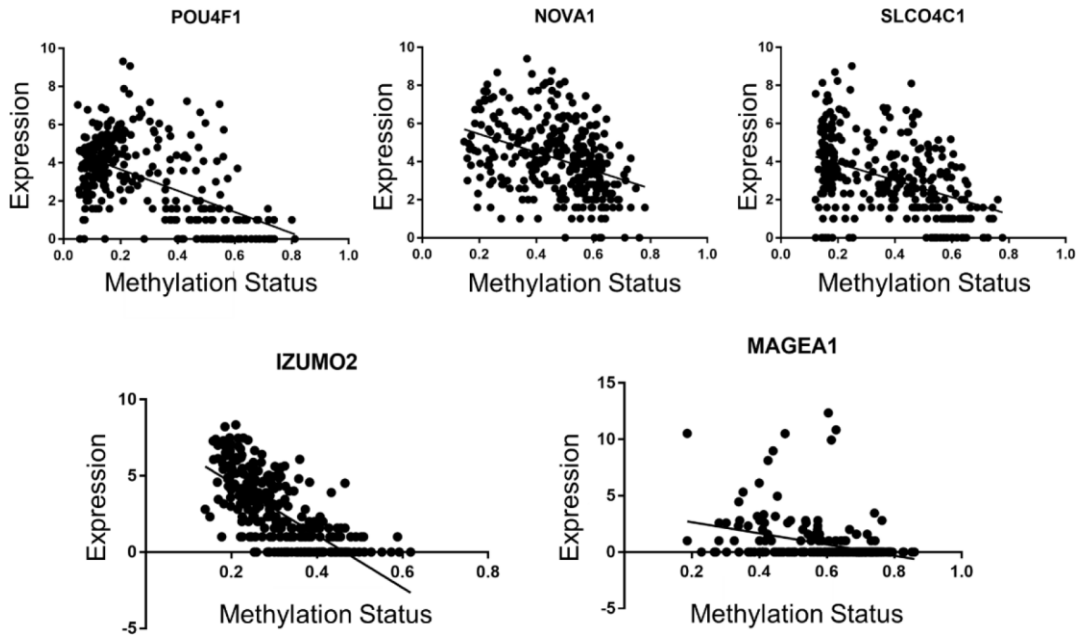 POU4F1
NOVA1
SLCO4C1
10
8
6
4
2
0
0.0 0.2 0.4 0.6 0.8 1.0
Expression
Methylation Status
10
8
6
4
2
0
0.0 0.2 0.4 0.6 0.8 1.0
Expression
Methylation Status
10
8
6
4
2
0
0.0 0.2 0.4 0.6 0.8 1.0
Expression
Methylation Status
IZUMO2
10
5
0
-5
0.2 0.4 0.6 0.8
Expression
Methylation Status
MAGEA1
15
10
5
0
-5
0.2 0.4 0.6 0.8 1.0
Expression
Methylation Status